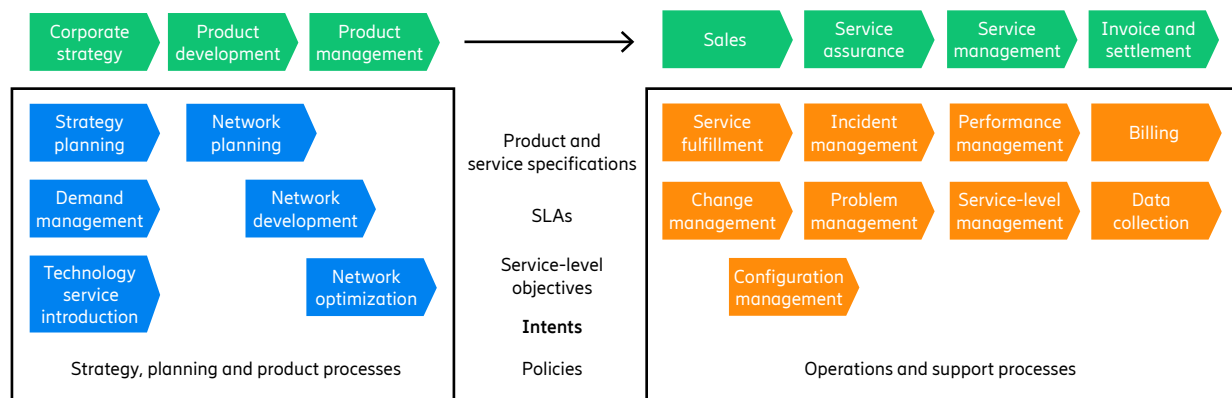 Corporate
strategy
Product
development
Product
management
Sales
Service
assurance
Service
management
Invoice and
settlement
Strategy
planning
Network
planning
Demand
management
Network
development
Technology
service
introduction
Network
optimization
Strategy, planning and product processes
Product and
service specifications
SLAs
Service-level
objectives
Intents
Policies
Service
fulfillment
Incident
management
Performance
management
Billing
Change
management
Problem
management
Service-level
management
Data
collection
Configuration
management
Operations and support processes